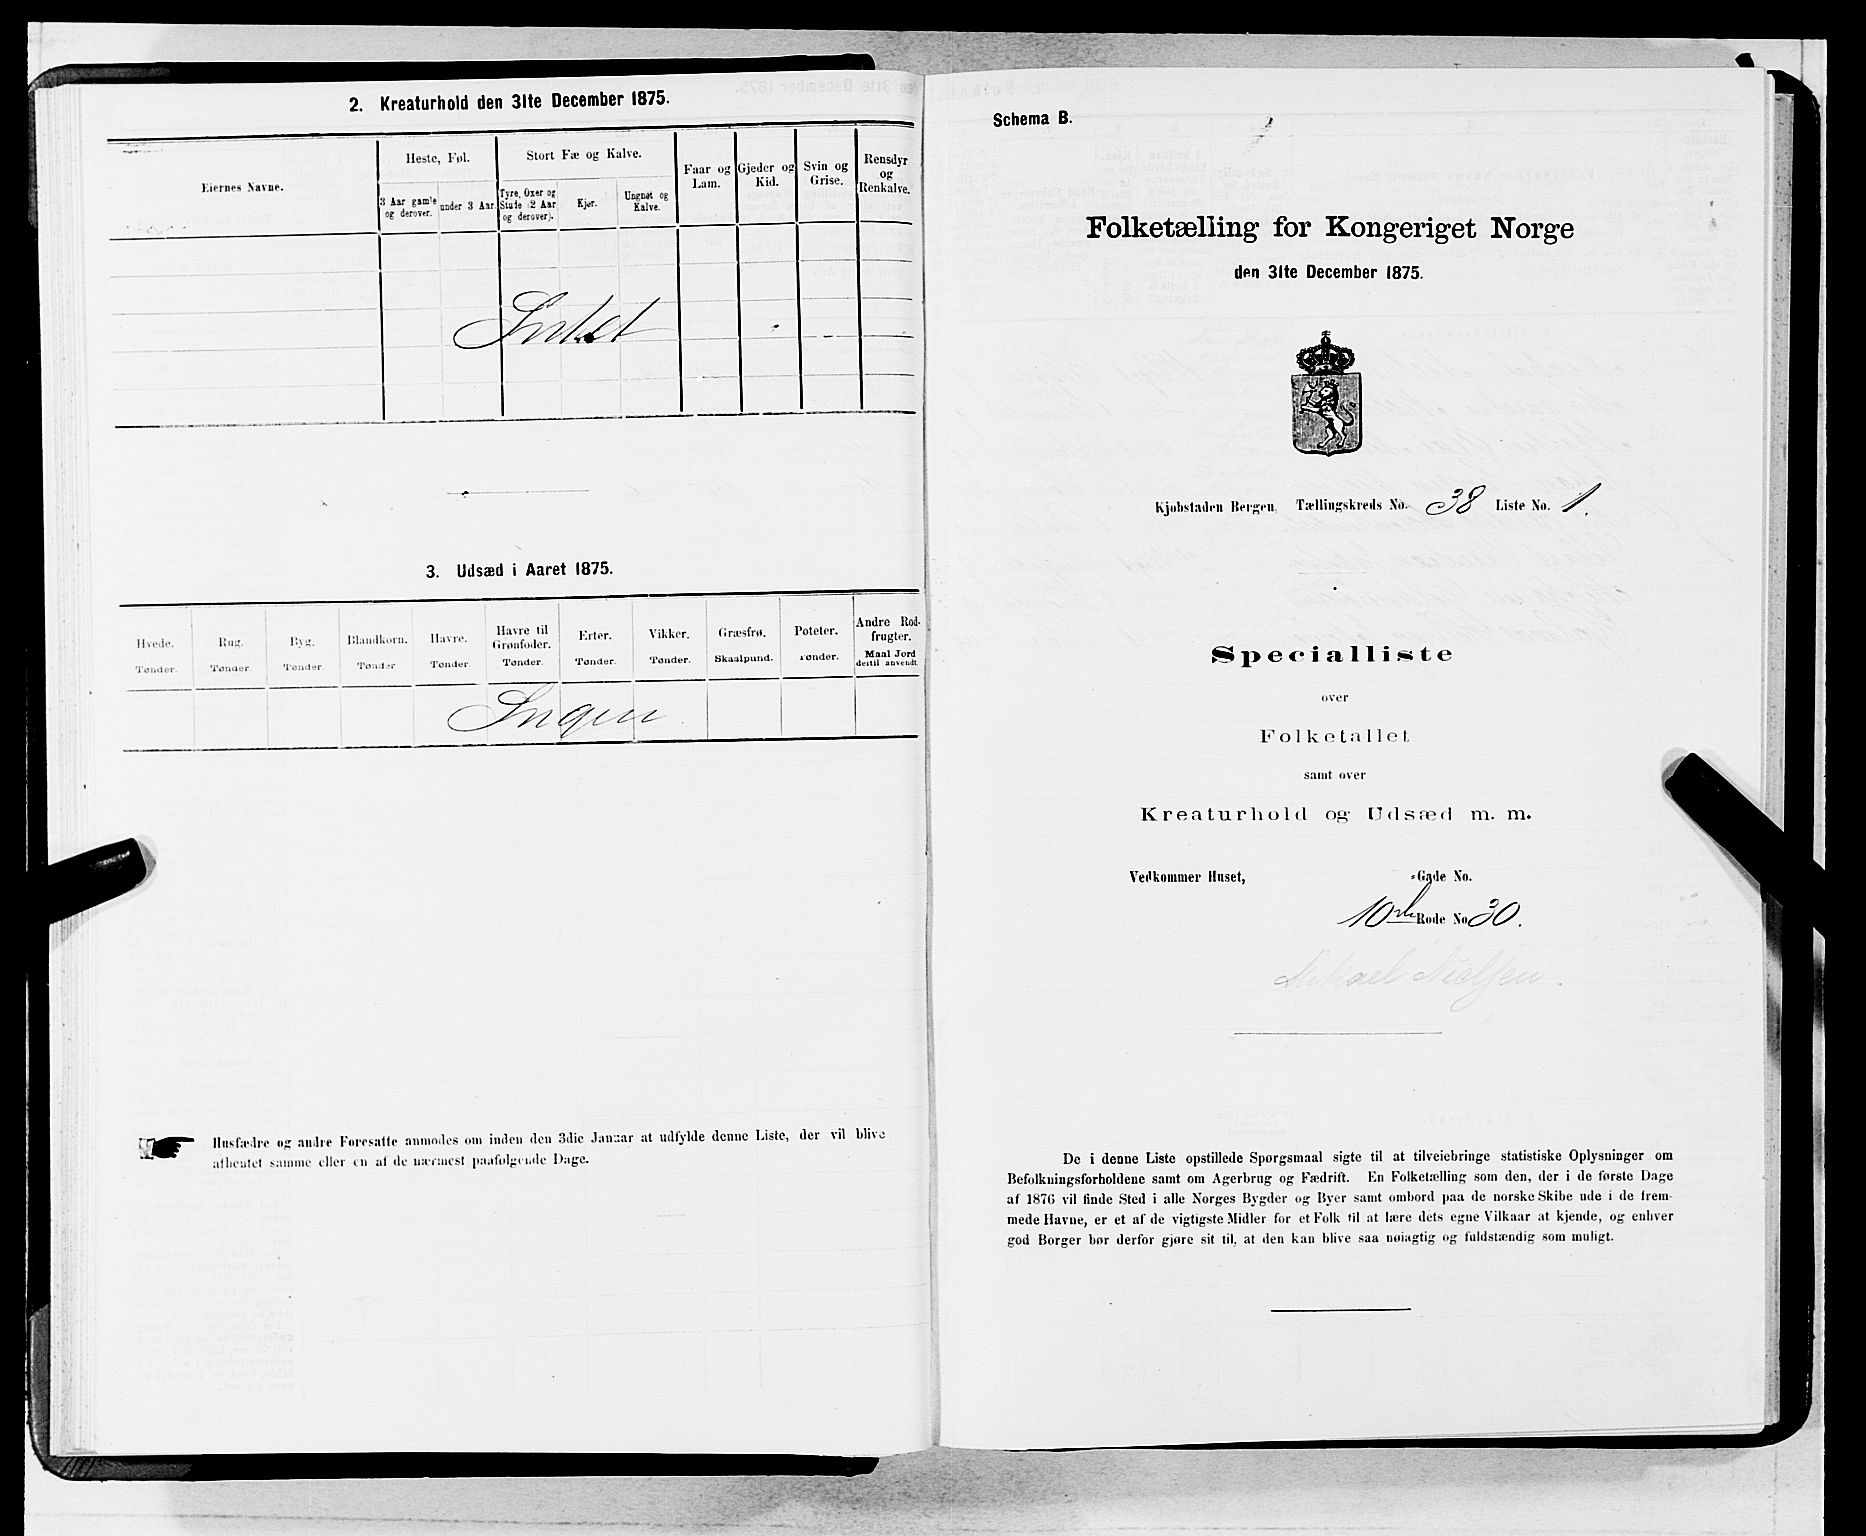 2. Kreaturhold den 31te December 1875.
Eiernes Navne.
Heste, Føl.
Stort Fæ og Kalve.
Faar og Lam.
Gjeder og Kid.
Svin og Grise.
Rensdyr og Renkalve.
3 Aar gamle og derover.
under 3 Aar.
Tyre, Oxer og Stude (2 Aar og derover).
Kjør.
Ungnøt og Kalve.
Intet
3. Udsæd i Aaret 1875.
Hvede. Rug. Byg. Blandkorn. Havre. Havre til Grønfoder. Erter. Vikker. Græsfrø. Poteter. Andre Rodfrugter.
Tønder. Tønder. Tønder. Tønder Tønder. Tønder. Tønder. Tønder. Skaalpund. Tønder. Maal Jord dertil anvendt.
Ingen
Husfædre og andre Foresatte anmodes om inden den 3die Januar at udfylde denne Liste, der vil blive
afhentet samme eller en af de nærmest paafølgende Dage.
Schema B.
Folketælling for Kongeriget Norge
den 31te December 1875.
Kjøbstaden Bergen, Tællingskreds No. 38 Liste No. 1.
Specialliste
over
Folketallet
samt over
Kreaturhold og Udsæd m. m.
Vedkommer Huset, -Gade No.
10de Rode No 30.
Mikael Nielsen.
De i denne Liste opstillede Spørgsmaal sigte til at tilveiebringe statistiske Oplysninger om
Befolkningsforholdene samt om Agerbrug og Fædrift. En Folketælling som den, der i de første Dage
af 1876 vil finde Sted i alle Norges Bygder og Byer samt ombord paa de norske Skibe ude i de frem-
mede Havne, er et af de vigtigste Midler for et Folk til at lære dets egne Vilkaar at kjende, og enhver
god Borger bør derfor gjøre sit til, at den kan blive saa nøiagtig og fuldstændig som muligt.